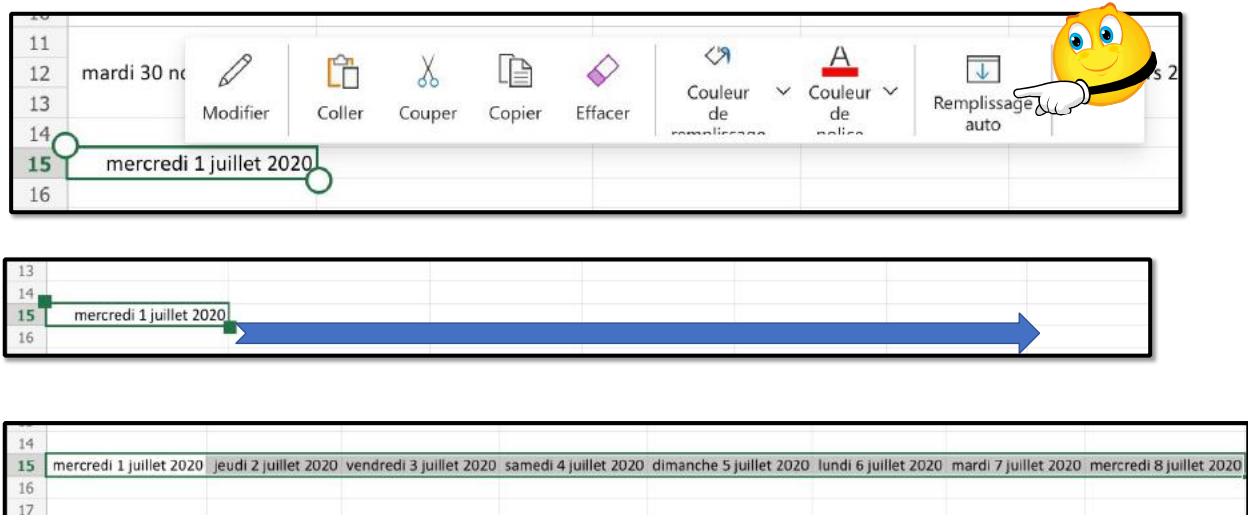 11
12 mardi 30 no
Modifier Coller Couper Copier Effacer Couleur de remplissage Couleur de police Remplissage auto
s 2
13
14
15 mercredi 1 juillet 2020
16
13
14
15 mercredi 1 juillet 2020
16
14
15 mercredi 1 juillet 2020 jeudi 2 juillet 2020 vendredi 3 juillet 2020 samedi 4 juillet 2020 dimanche 5 juillet 2020 lundi 6 juillet 2020 mardi 7 juillet 2020 mercredi 8 juillet 2020
16
17